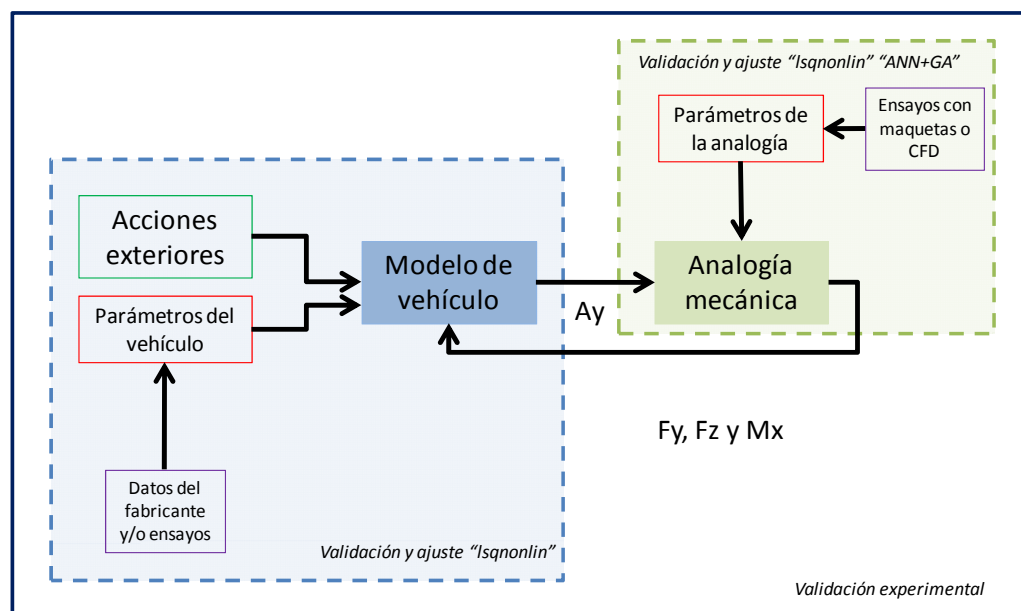 Validación y ajuste “lsqnonlin” “ANN+GA”
Parámetros de
la analogía
Ensayos con
maquetas o
CFD
Acciones
exteriores
Parámetros del
vehículo
Modelo de
vehículo
Ay
Analogía
mecánica
Fy, Fz y Mx
Datos del
fabricante
y/o ensayos
Validación y ajuste “lsqnonlin”
Validación experimental